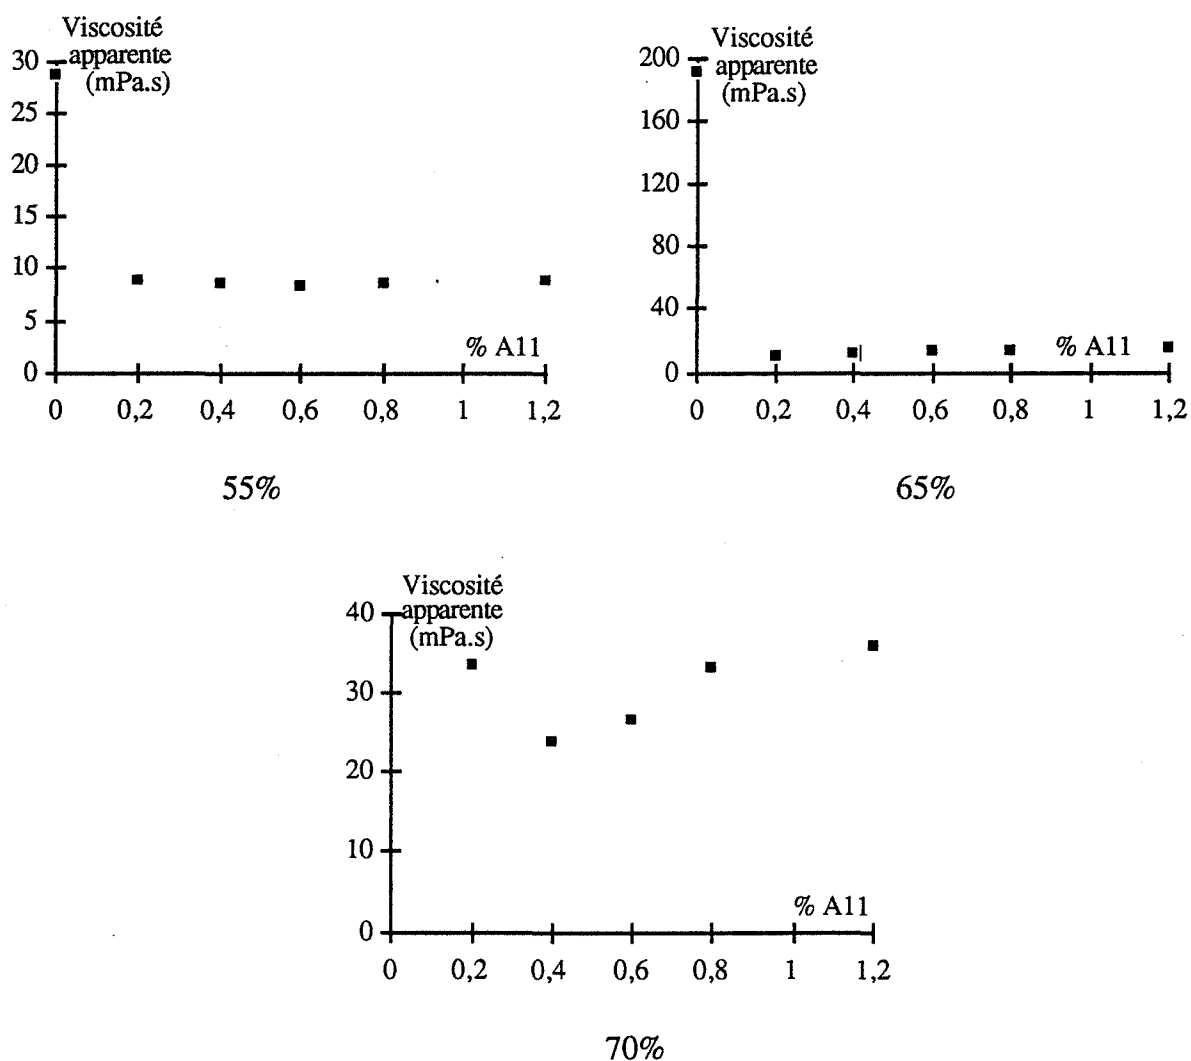 Viscosité
apparente
(mPa.s)
30
25
20
15
10
5
0
% A11
0 0,2 0,4 0,6 0,8 1 1,2
55%
Viscosité
apparente
(mPa.s)
200
160
120
80
40
0
% A11
0 0,2 0,4 0,6 0,8 1 1,2
65%
Viscosité
apparente
(mPa.s)
40
30
20
10
0
% A11
0 0,2 0,4 0,6 0,8 1 1,2
70%